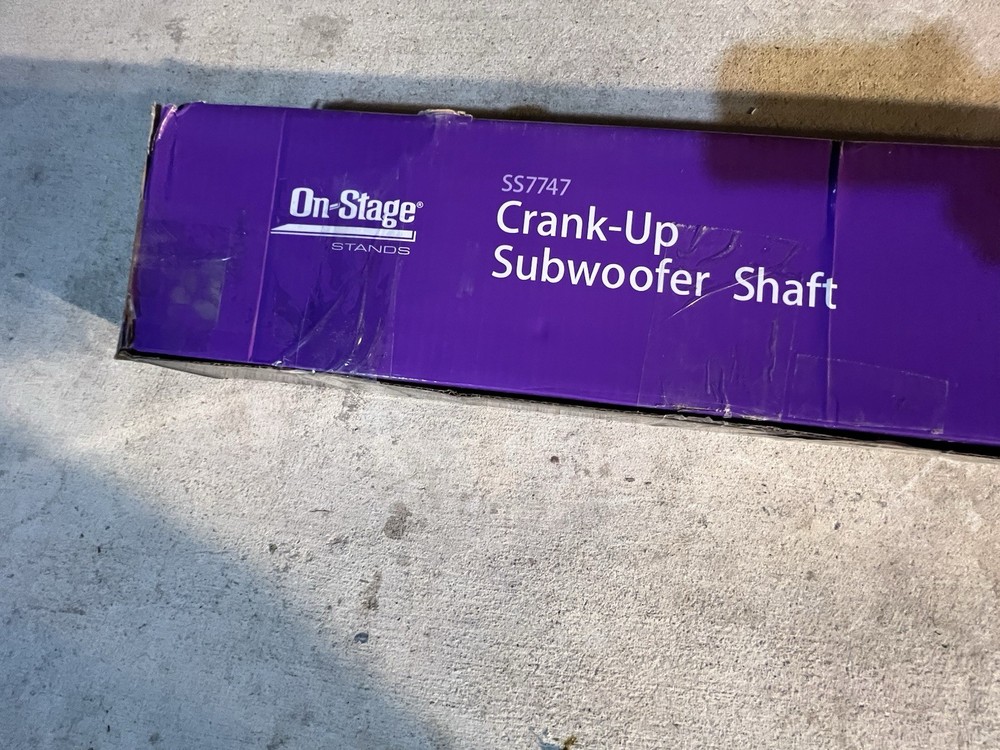 On-Stage®
STANDS
SS7747
Crank-Up
Subwoofer Shaft